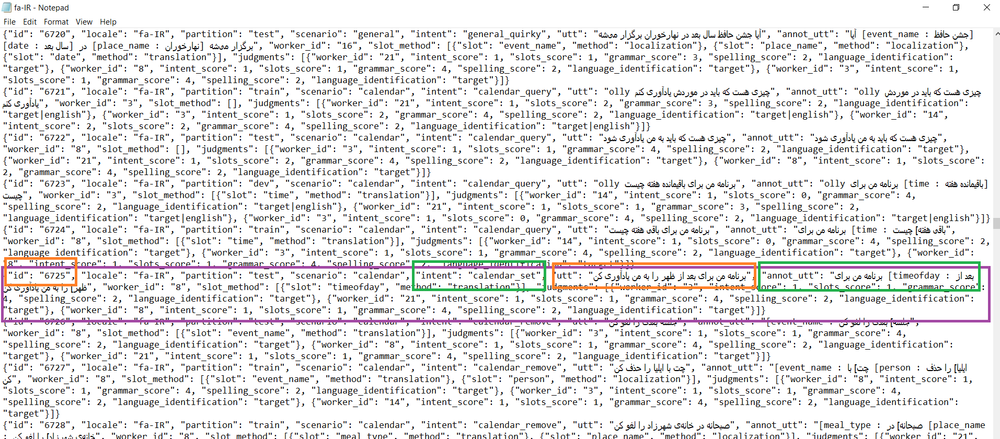 fa-IR - Notepad
File Edit Format View Help
{"id": "6720", "locale": "fa-IR", "partition": "test", "scenario": "general", "intent": "general_quirky", "utt": "آیا جشن حافظ سال بعد در نهارخوران برگزار می‌شه", "annot_utt": "آیا [event_name : جشن حافظ]
[date : سال بعد] در [place_name : نهارخوران] برگزار می‌شه", "worker_id": "16", "slot_method": [{"slot": "event_name", "method": "localization"}, {"slot": "place_name", "method": "localization"},
{"slot": "date", "method": "translation"}], "judgments": [{"worker_id": "21", "intent_score": 1, "slots_score": 1, "grammar_score": 3, "spelling_score": 2, "language_identification":
"target"}, {"worker_id": "8", "intent_score": 1, "slots_score": 1, "grammar_score": 4, "spelling_score": 2, "language_identification": "target"}, {"worker_id": "3", "intent_score": 1,
"slots_score": 1, "grammar_score": 4, "spelling_score": 2, "language_identification": "target"}]}
{"id": "6721", "locale": "fa-IR", "partition": "train", "scenario": "calendar", "intent": "calendar_query", "utt": "olly چیزی هست که باید در موردش یادآوری کنم", "annot_utt": "olly چیزی هست که باید در موردش
یادآوری کنم", "worker_id": "3", "slot_method": [], "judgments": [{"worker_id": "21", "intent_score": 1, "slots_score": 2, "grammar_score": 3, "spelling_score": 2, "language_identification":
"target|english"}, {"worker_id": "3", "intent_score": 1, "slots_score": 2, "grammar_score": 4, "spelling_score": 2, "language_identification": "target|english"}, {"worker_id": "14",
"intent_score": 2, "slots_score": 2, "grammar_score": 4, "spelling_score": 2, "language_identification": "target|english"}]}
{"id": "6722", "locale": "fa-IR", "partition": "test", "scenario": "calendar", "intent": "calendar_query", "utt": "چیزی هست که باید به من یادآوری شود", "annot_utt": "چیزی هست که باید به من یادآوری شود",
"worker_id": "8", "slot_method": [], "judgments": [{"worker_id": "3", "intent_score": 1, "slots_score": 1, "grammar_score": 4, "spelling_score": 2, "language_identification": "target"},
{"worker_id": "21", "intent_score": 1, "slots_score": 2, "grammar_score": 4, "spelling_score": 2, "language_identification": "target"}, {"worker_id": "8", "intent_score": 1, "slots_score":
2, "grammar_score": 4, "spelling_score": 2, "language_identification": "target"}]}
{"id": "6723", "locale": "fa-IR", "partition": "dev", "scenario": "calendar", "intent": "calendar_query", "utt": "olly برنامه من برای باقیمانده هفته چیست", "annot_utt": "olly برنامه من برای [time : باقیمانده هفته]
چیست", "worker_id": "3", "slot_method": [{"slot": "time", "method": "translation"}], "judgments": [{"worker_id": "14", "intent_score": 1, "slots_score": 0, "grammar_score": 4,
"spelling_score": 2, "language_identification": "target|english"}, {"worker_id": "21", "intent_score": 1, "slots_score": 1, "grammar_score": 3, "spelling_score": 2,
"language_identification": "target|english"}, {"worker_id": "3", "intent_score": 1, "slots_score": 0, "grammar_score": 4, "spelling_score": 2, "language_identification": "target|english"}]}
{"id": "6724", "locale": "fa-IR", "partition": "train", "scenario": "calendar", "intent": "calendar_query", "utt": "برنامه من برای باقی هفته چیست", "annot_utt": "برنامه من برای [time : باقی هفته] چیست",
"worker_id": "8", "slot_method": [{"slot": "time", "method": "translation"}], "judgments": [{"worker_id": "14", "intent_score": 1, "slots_score": 0, "grammar_score": 4, "spelling_score": 2,
"language_identification": "target"}, {"worker_id": "3", "intent_score": 1, "slots_score": 1, "grammar_score": 4, "spelling_score": 2, "language_identification": "target"}, {"worker_id":
"8", "intent_score": 1, "slots_score": 1, "grammar_score": 4, "spelling_score": 2, "language_identification": "target"}]}
{"id": "6725", "locale": "fa-IR", "partition": "test", "scenario": "calendar", "intent": "calendar_set", "utt": "برنامه من برای بعد از ظهر را به من یادآوری کن", "annot_utt": "برنامه من برای [timeofday : بعد از
ظهر] را به من یادآوری کن", "worker_id": "8", "slot_method": [{"slot": "timeofday", "method": "translation"}], "judgments": [{"worker_id": "3", "intent_score": 1, "slots_score": 1, "grammar_score":
4, "spelling_score": 2, "language_identification": "target"}, {"worker_id": "21", "intent_score": 1, "slots_score": 1, "grammar_score": 4, "spelling_score": 2, "language_identification":
"target"}, {"worker_id": "8", "intent_score": 1, "slots_score": 1, "grammar_score": 4, "spelling_score": 2, "language_identification": "target"}]}
{"id": "6726", "locale": "fa-IR", "partition": "test", "scenario": "calendar", "intent": "calendar_remove", "utt": "جلسه بعدی را لغو کن", "annot_utt": "[event_name : جلسه] بعدی را لغو کن",
"worker_id": "8", "slot_method": [{"slot": "event_name", "method": "translation"}], "judgments": [{"worker_id": "3", "intent_score": 1, "slots_score": 1, "grammar_score": 4,
"spelling_score": 2, "language_identification": "target"}, {"worker_id": "8", "intent_score": 1, "slots_score": 1, "grammar_score": 4, "spelling_score": 2, "language_identification":
"target"}, {"worker_id": "21", "intent_score": 1, "slots_score": 1, "grammar_score": 4, "spelling_score": 2, "language_identification": "target"}]}
{"id": "6727", "locale": "fa-IR", "partition": "train", "scenario": "calendar", "intent": "calendar_remove", "utt": "چت با ایلیا را حذف کن", "annot_utt": "[event_name : چت] با [person : ایلیا] را حذف
کن", "worker_id": "8", "slot_method": [{"slot": "event_name", "method": "translation"}, {"slot": "person", "method": "localization"}], "judgments": [{"worker_id": "8", "intent_score": 1,
"slots_score": 1, "grammar_score": 4, "spelling_score": 2, "language_identification": "target"}, {"worker_id": "3", "intent_score": 1, "slots_score": 1, "grammar_score": 4,
"spelling_score": 2, "language_identification": "target"}, {"worker_id": "14", "intent_score": 1, "slots_score": 1, "grammar_score": 4, "spelling_score": 2, "language_identification":
"target"}]}
{"id": "6728", "locale": "fa-IR", "partition": "train", "scenario": "calendar", "intent": "calendar_remove", "utt": "صبحانه در خانه‌ی شهرزاد را لغو کن", "annot_utt": "[meal_type : صبحانه] در [place_name
: خانه‌ی شهرزاد] را لغو کن", "worker_id": "8", "slot_method": [{"slot": "meal_type", "method": "translation"}, {"slot": "place_name", "method": "localization"}], "judgments": [{"worker_id": "21",